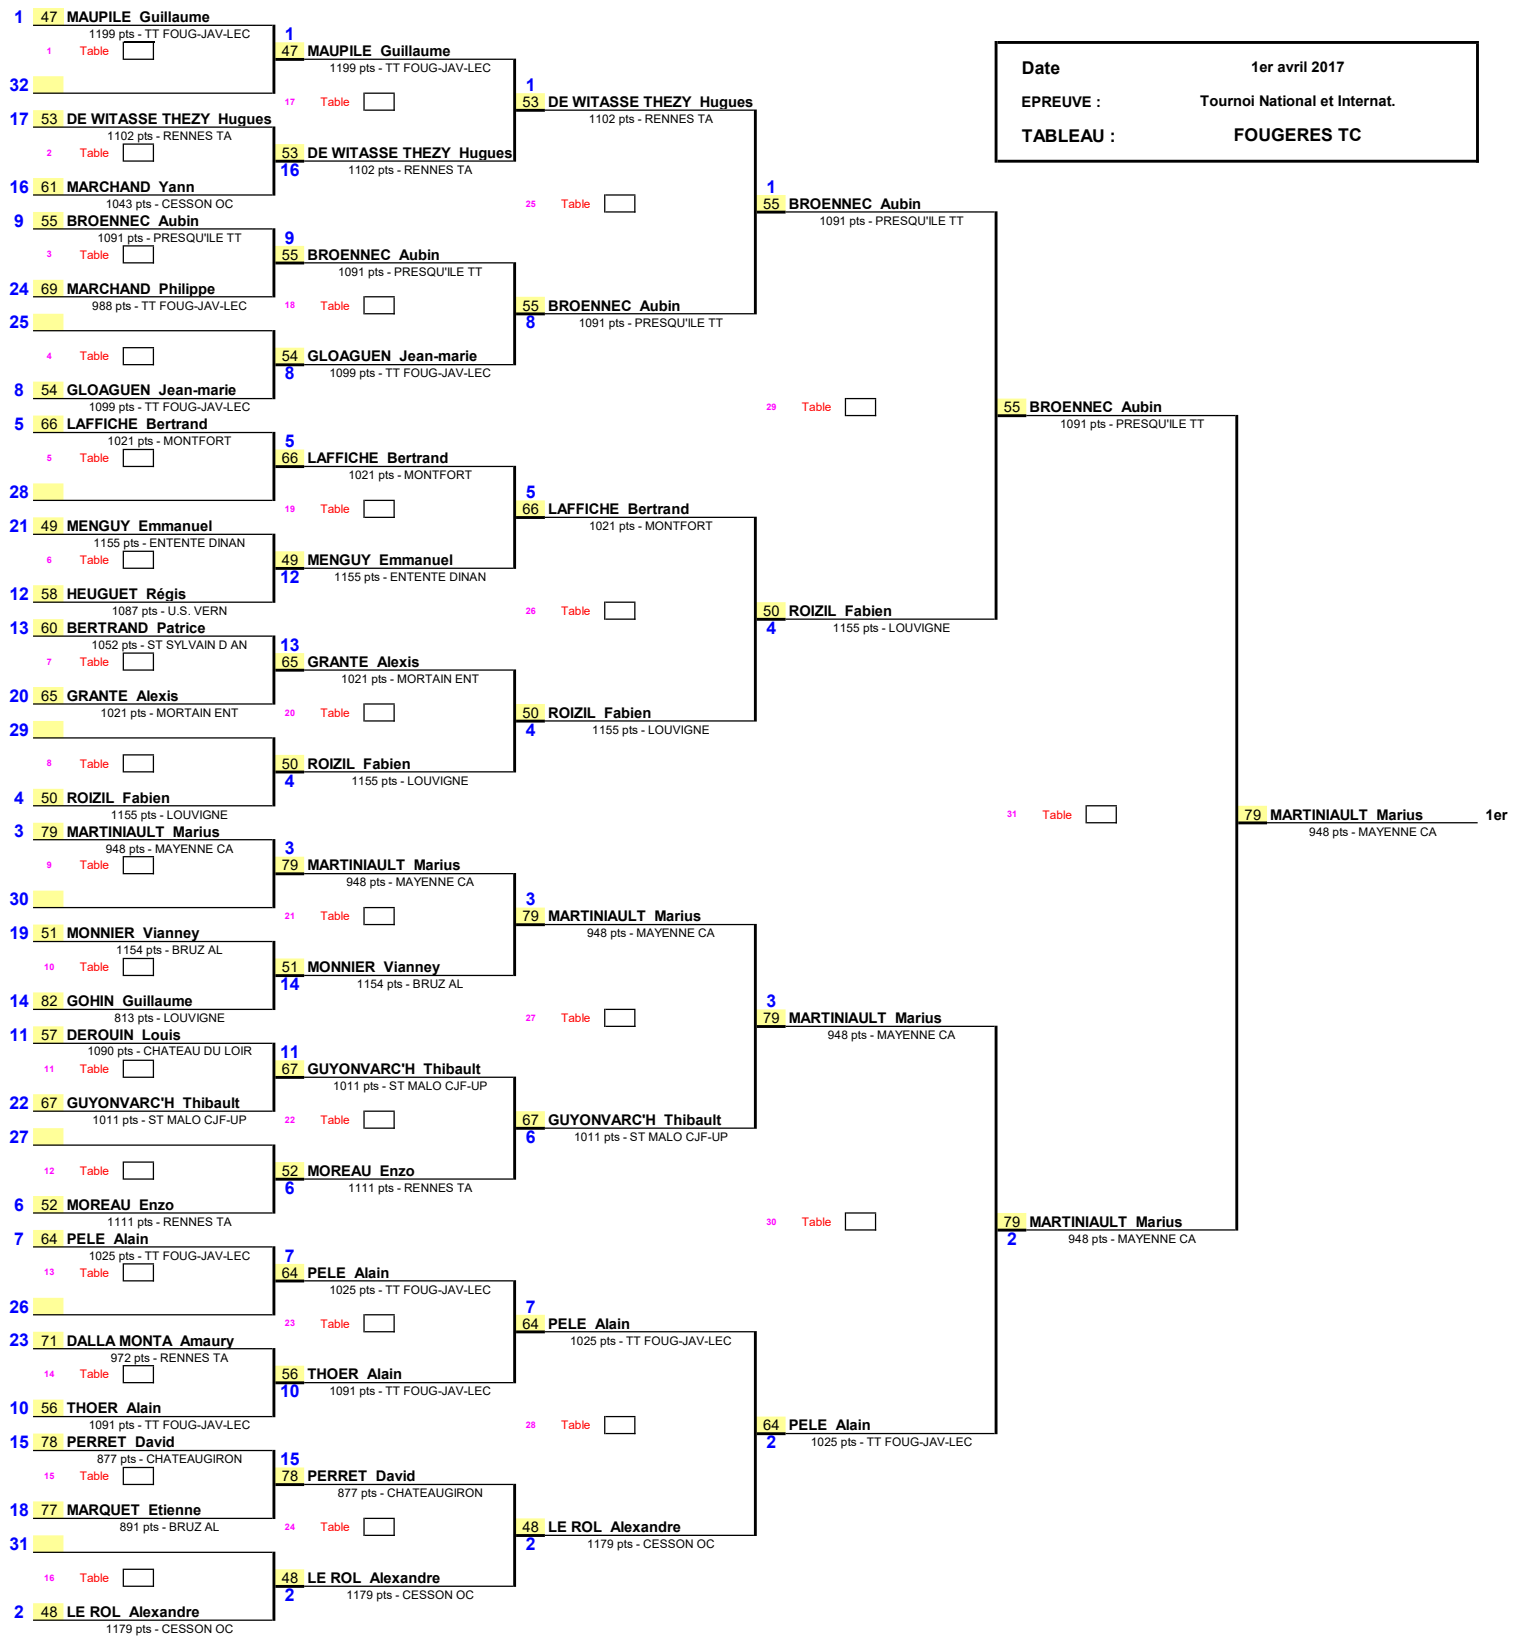 1 47 MAUPILE Guillaume
1199 pts - TT FOUG-JAV-LEC
1 Table
32
17 53 DE WITASSE THEZY Hugues
1102 pts - RENNES TA
2 Table
16 61 MARCHAND Yann
1043 pts - CESSON OC
9 55 BROENNEC Aubin
1091 pts - PRESQU'ILE TT
3 Table
24 69 MARCHAND Philippe
988 pts - TT FOUG-JAV-LEC
25
4 Table
8 54 GLOAGUEN Jean-marie
1099 pts - TT FOUG-JAV-LEC
5 66 LAFFICHE Bertrand
1021 pts - MONTFORT
5 Table
28
21 49 MENGUY Emmanuel
1155 pts - ENTENTE DINAN
6 Table
12 58 HEUGUET Régis
1087 pts - U.S. VERN
13 60 BERTRAND Patrice
1052 pts - ST SYLVAIN D AN
7 Table
20 65 GRANTE Alexis
1021 pts - MORTAIN ENT
29
8 Table
4 50 ROIZIL Fabien
1155 pts - LOUVIGNE
3 79 MARTINIAULT Marius
948 pts - MAYENNE CA
9 Table
30
19 51 MONNIER Vianney
1154 pts - BRUZ AL
10 Table
14 82 GOHIN Guillaume
813 pts - LOUVIGNE
11 57 DEROUIN Louis
1090 pts - CHATEAU DU LOIR
11 Table
22 67 GUYONVARC'H Thibault
1011 pts - ST MALO CJF-UP
27
12 Table
6 52 MOREAU Enzo
1111 pts - RENNES TA
7 64 PELE Alain
1025 pts - TT FOUG-JAV-LEC
13 Table
26
23 71 DALLA MONTA Amaury
972 pts - RENNES TA
14 Table
10 56 THOER Alain
1091 pts - TT FOUG-JAV-LEC
15 78 PERRET David
877 pts - CHATEAUGIRON
15 Table
18 77 MARQUET Etienne
891 pts - BRUZ AL
31
16 Table
2 48 LE ROL Alexandre
1179 pts - CESSON OC
1
47 MAUPILE Guillaume
1199 pts - TT FOUG-JAV-LEC
17 Table
53 DE WITASSE THEZY Hugues
16 1102 pts - RENNES TA
9
55 BROENNEC Aubin
1091 pts - PRESQU'ILE TT
18 Table
54 GLOAGUEN Jean-marie
8 1099 pts - TT FOUG-JAV-LEC
5
66 LAFFICHE Bertrand
1021 pts - MONTFORT
19 Table
49 MENGUY Emmanuel
12 1155 pts - ENTENTE DINAN
13
65 GRANTE Alexis
1021 pts - MORTAIN ENT
20 Table
50 ROIZIL Fabien
4 1155 pts - LOUVIGNE
3
79 MARTINIAULT Marius
948 pts - MAYENNE CA
21 Table
51 MONNIER Vianney
14 1154 pts - BRUZ AL
11
67 GUYONVARC'H Thibault
1011 pts - ST MALO CJF-UP
22 Table
52 MOREAU Enzo
6 1111 pts - RENNES TA
7
64 PELE Alain
1025 pts - TT FOUG-JAV-LEC
23 Table
56 THOER Alain
10 1091 pts - TT FOUG-JAV-LEC
15
78 PERRET David
877 pts - CHATEAUGIRON
24 Table
48 LE ROL Alexandre
2 1179 pts - CESSON OC
1
53 DE WITASSE THEZY Hugues
1102 pts - RENNES TA
25 Table
55 BROENNEC Aubin
8 1091 pts - PRESQU'ILE TT
5
66 LAFFICHE Bertrand
1021 pts - MONTFORT
26 Table
50 ROIZIL Fabien
4 1155 pts - LOUVIGNE
3
79 MARTINIAULT Marius
948 pts - MAYENNE CA
27 Table
67 GUYONVARC'H Thibault
6 1011 pts - ST MALO CJF-UP
7
64 PELE Alain
1025 pts - TT FOUG-JAV-LEC
28 Table
48 LE ROL Alexandre
2 1179 pts - CESSON OC
1
55 BROENNEC Aubin
1091 pts - PRESQU'ILE TT
29 Table
50 ROIZIL Fabien
4 1155 pts - LOUVIGNE
3
79 MARTINIAULT Marius
948 pts - MAYENNE CA
30 Table
64 PELE Alain
2 1025 pts - TT FOUG-JAV-LEC
Date 1er avril 2017
EPREUVE : Tournoi National et Internat.
TABLEAU : FOUGERES TC
55 BROENNEC Aubin
1091 pts - PRESQU'ILE TT
31 Table
79 MARTINIAULT Marius
2 948 pts - MAYENNE CA
79 MARTINIAULT Marius 1er
948 pts - MAYENNE CA